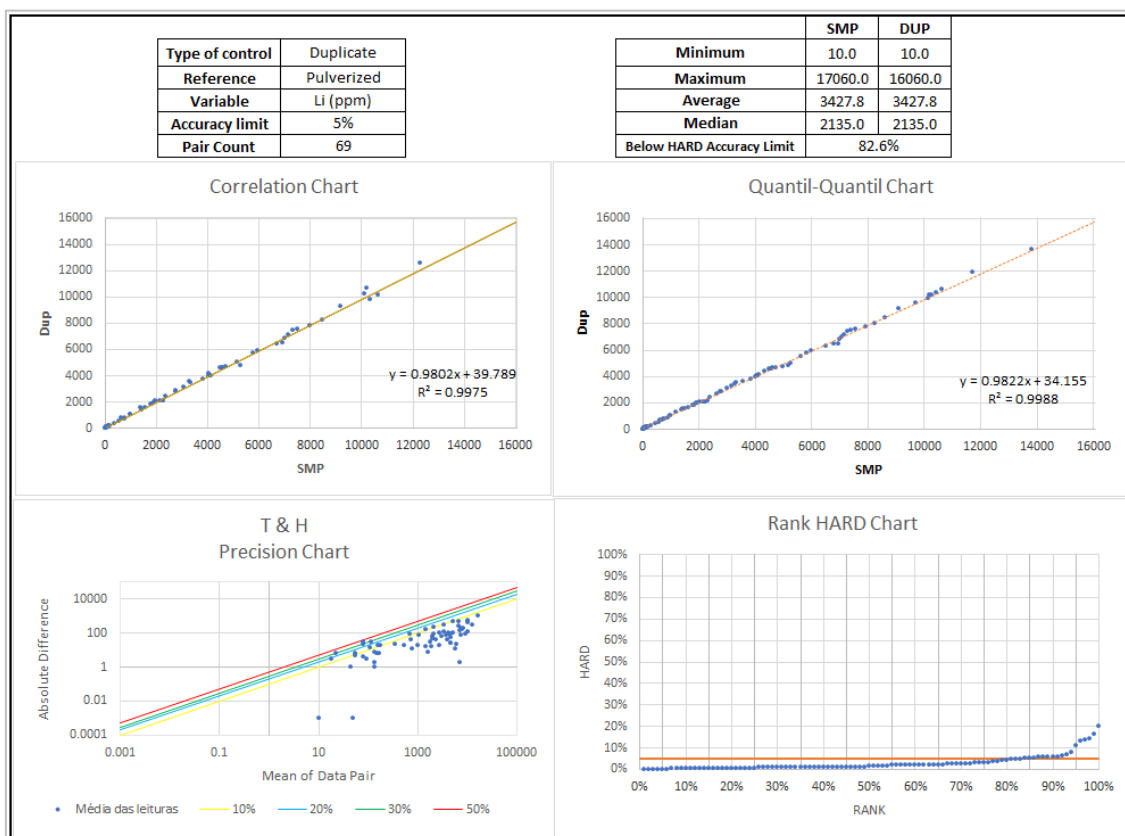 Type of control Duplicate
Reference Pulverized
Variable Li (ppm)
Accuracy limit 5%
Pair Count 69
SMP DUP
Minimum 10.0 10.0
Maximum 17060.0 16060.0
Average 3427.8 3427.8
Median 2135.0 2135.0
Below HARD Accuracy Limit 82.6%
Correlation Chart
16000
14000
12000
10000
8000
6000
4000
2000
0
Dup
y = 0.9802x + 39.789
R² = 0.9975
0 2000 4000 6000 8000 10000 12000 14000 16000
SMP
Quantil-Quantil Chart
16000
14000
12000
10000
8000
6000
4000
2000
0
Dup
y = 0.9822x + 34.155
R² = 0.9988
0 2000 4000 6000 8000 10000 12000 14000 16000
SMP
T & H
Precision Chart
10000
100
1
0.01
0.0001
Absolute Difference
0.001 0.1 10 1000 100000
Mean of Data Pair
Média das leituras 10% 20% 30% 50%
Rank HARD Chart
100%
90%
80%
70%
60%
50%
40%
30%
20%
10%
0%
HARD
0% 10% 20% 30% 40% 50% 60% 70% 80% 90% 100%
RANK